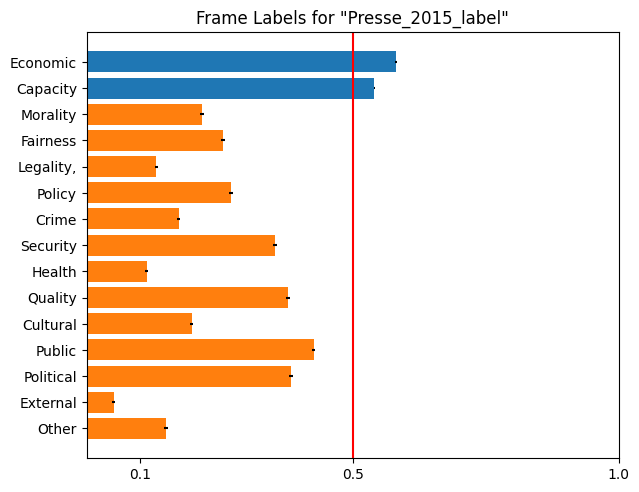 Frame Labels for "Presse_2015_label"
Economic
Capacity
Morality
Fairness
Legality,
Policy
Crime
Security
Health
Quality
Cultural
Public
Political
External
Other
0.1 0.5 1.0